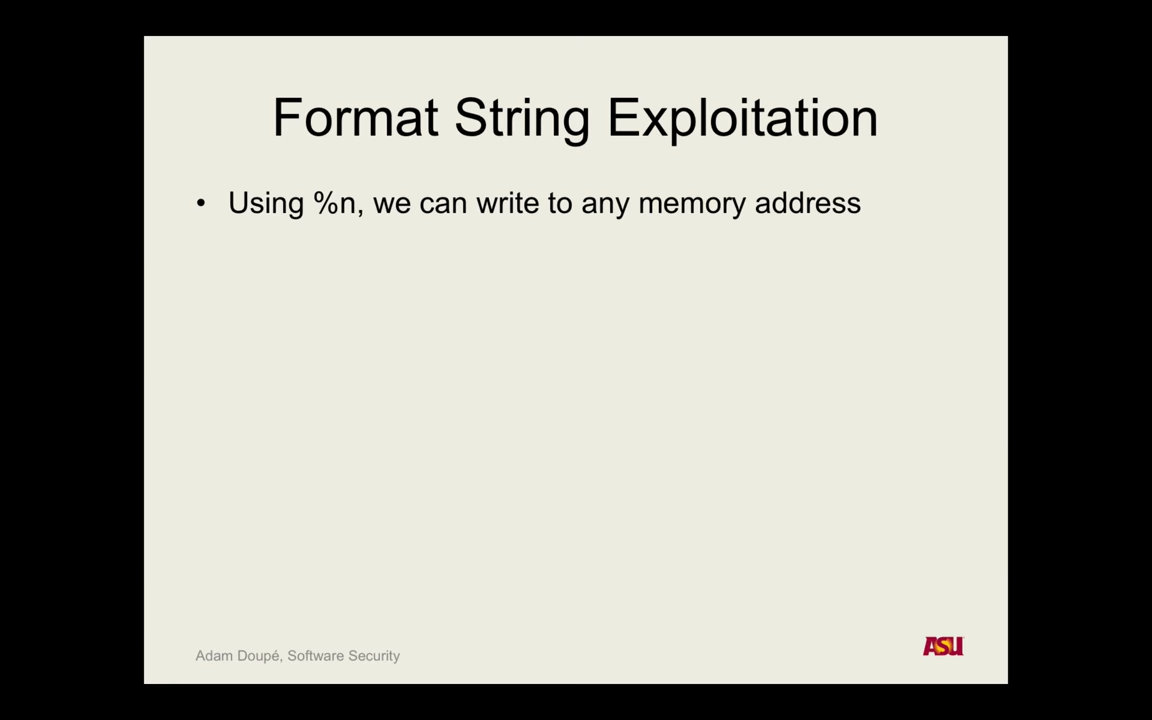 Format String Exploitation
• Using %n, we can write to any memory address
Adam Doupé, Software Security
ASU